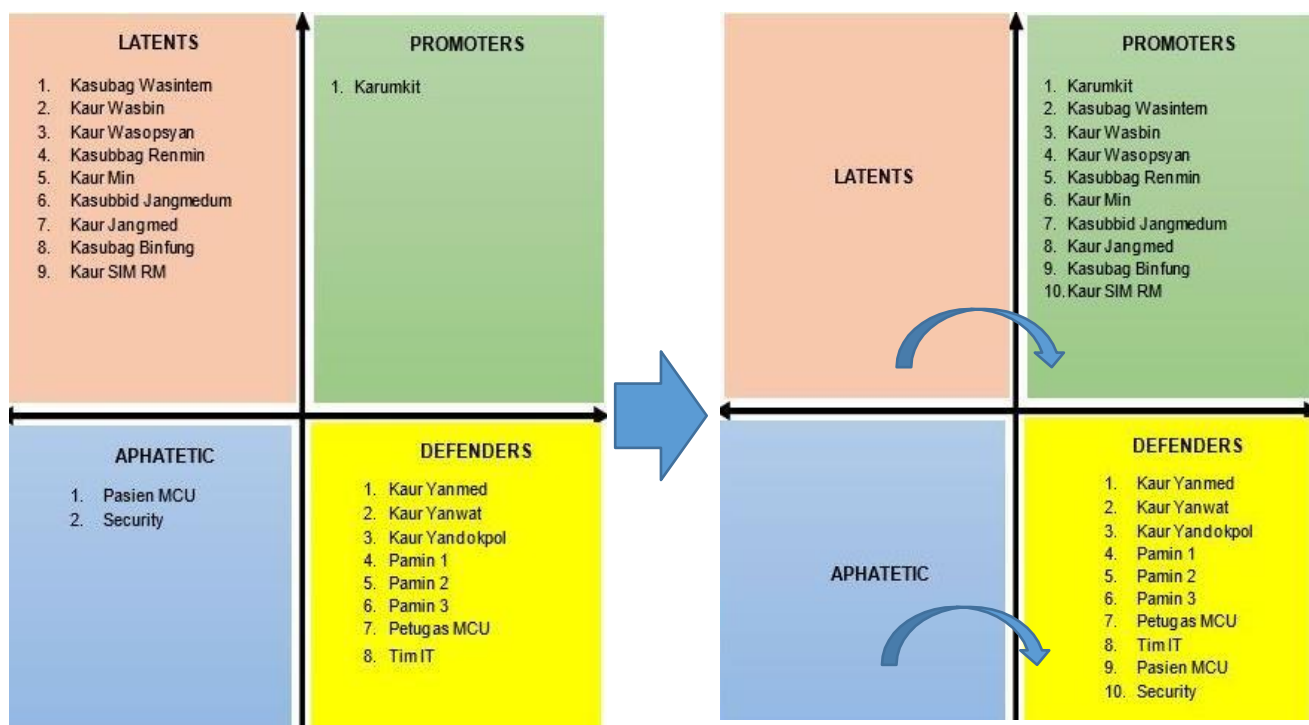 LATENTS
1. Kasubag Wasintern
2. Kaur Wasbin
3. Kaur Wasopsyan
4. Kasubbag Renmin
5. Kaur Min
6. Kasubbid Jangmedum
7. Kaur Jangmed
8. Kasubag Binfung
9. Kaur SIM RM
PROMOTERS
1. Karumkit
APHATETIC
1. Pasien MCU
2. Security
DEFENDERS
1. Kaur Yanmed
2. Kaur Yanwat
3. Kaur Yandokpol
4. Pamin 1
5. Pamin 2
6. Pamin 3
7. Petugas MCU
8. Tim IT
LATENTS
PROMOTERS
1. Karumkit
2. Kasubag Wasintern
3. Kaur Wasbin
4. Kaur Wasopsyan
5. Kasubbag Renmin
6. Kaur Min
7. Kasubbid Jangmedum
8. Kaur Jangmed
9. Kasubag Binfung
10. Kaur SIM RM
APHATETIC
DEFENDERS
1. Kaur Yanmed
2. Kaur Yanwat
3. Kaur Yandokpol
4. Pamin 1
5. Pamin 2
6. Pamin 3
7. Petugas MCU
8. Tim IT
9. Pasien MCU
10. Security